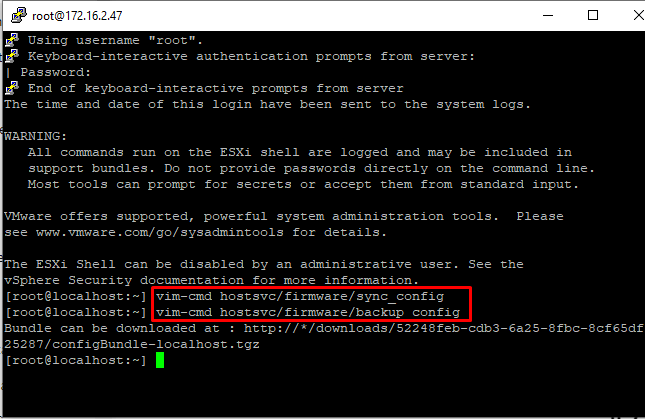 root@172.16.2.47
Using username "root".
Keyboard-interactive authentication prompts from server:
| Password:
End of keyboard-interactive prompts from server
The time and date of this login have been sent to the system logs.
WARNING:
All commands run on the ESXi shell are logged and may be included in
support bundles. Do not provide passwords directly on the command line.
Most tools can prompt for secrets or accept them from standard input.
VMware offers supported, powerful system administration tools.  Please
see www.vmware.com/go/sysadmintools for details.
The ESXi Shell can be disabled by an administrative user. See the
vSphere Security documentation for more information.
[root@localhost:~] vim-cmd hostsvc/firmware/sync_config
[root@localhost:~] vim-cmd hostsvc/firmware/backup_config
Bundle can be downloaded at : http://*/downloads/52248feb-cdb3-6a25-8fbc-8cf65df
25287/configBundle-localhost.tgz
[root@localhost:~]